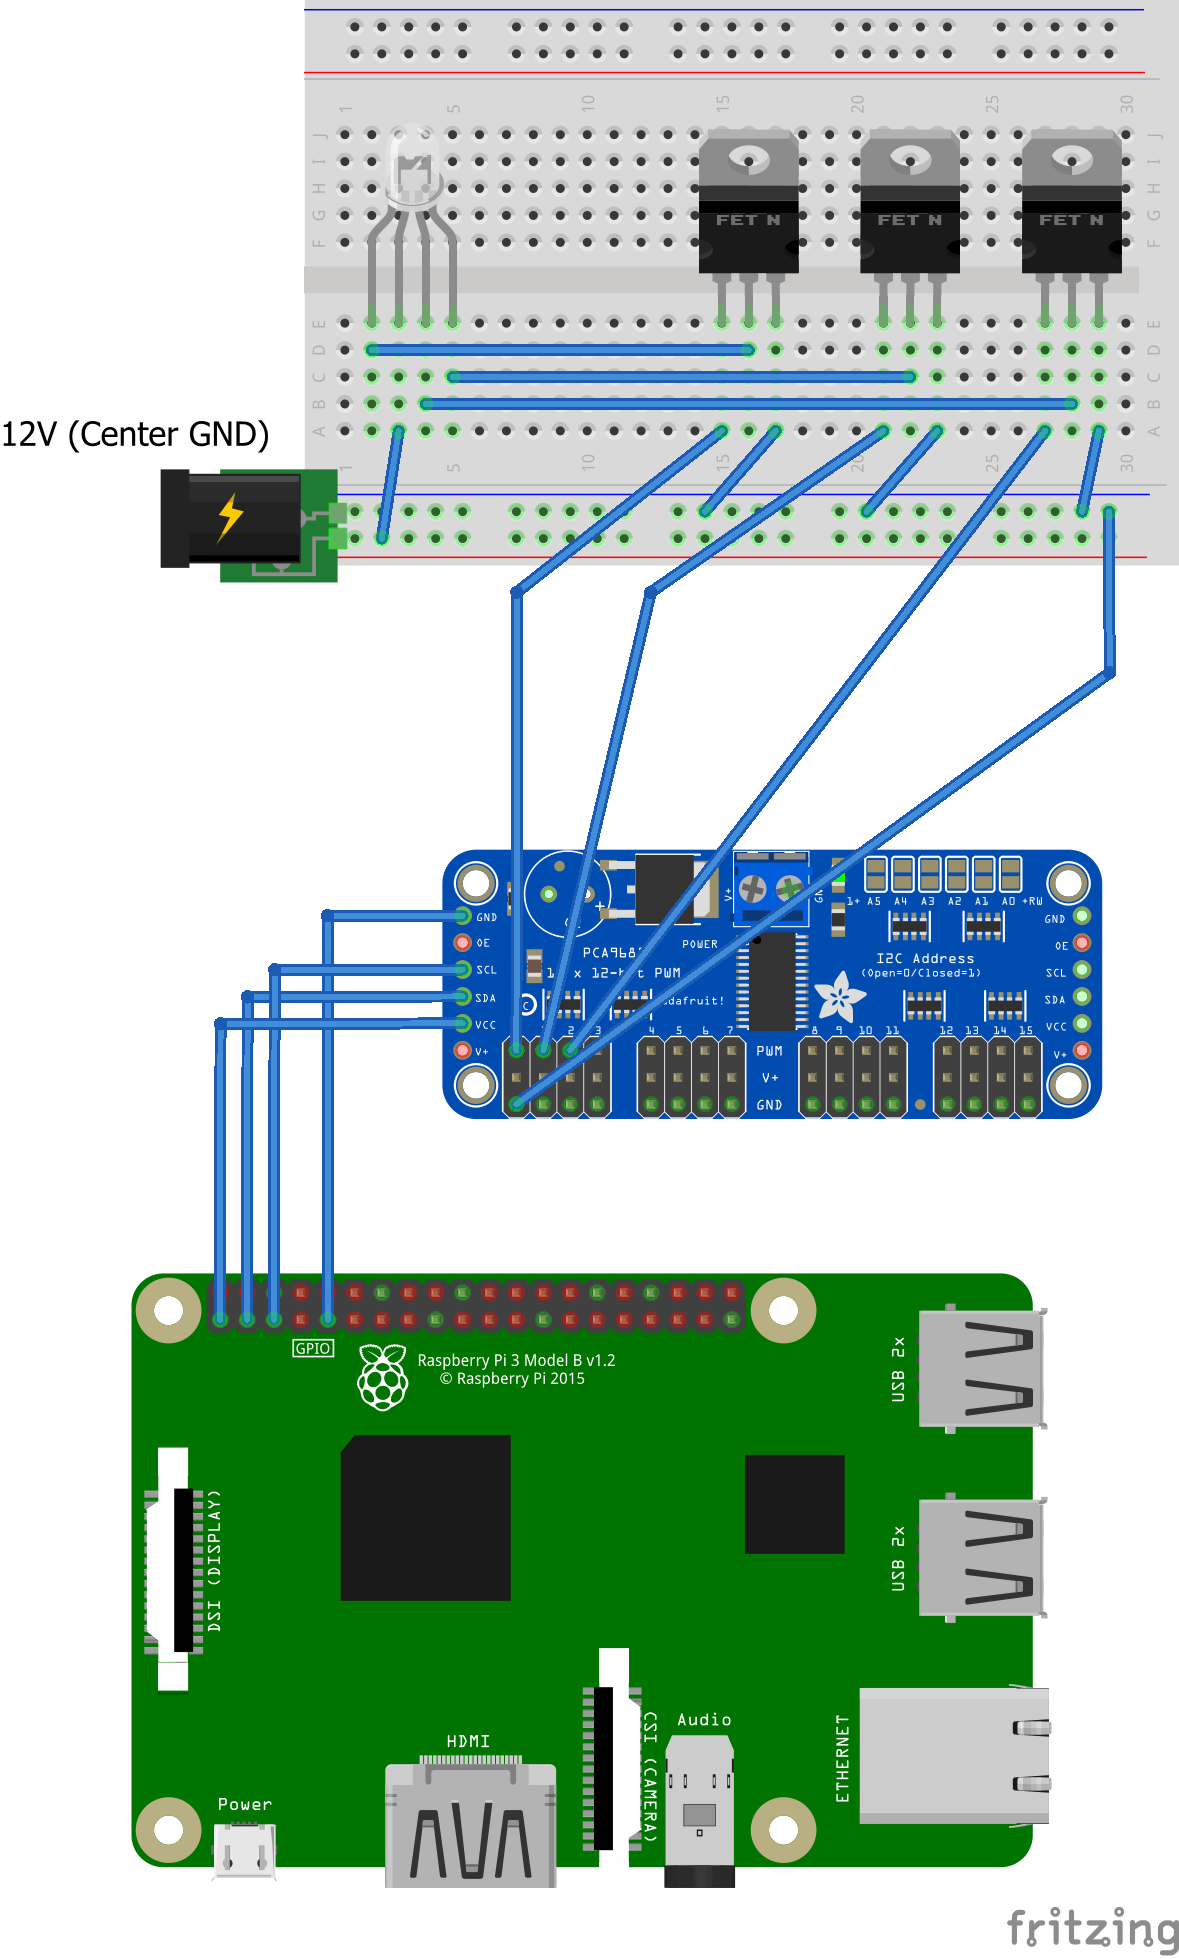 1 5 10 15 20 25 30
J J
I I
H H
G G
F F
FET N FET N FET N
E E
D D
C C
B B
A A
12V (Center GND)
1 5 10 15 20 25 30
V+ GND
1+ A5 A4 A3 A2 A1 A0 +RW
GND GND
OE POWER OE
PCA968
I2C Address
SCL 12-bit PWM (Open=0/Closed=1) SCL
SDA adafruit! SDA
VCC VCC
2 3 4 5 6 7 8 9 10 11 12 13 14 15
V+ PWM V+
V+
GND
GPIO
Raspberry Pi 3 Model B v1.2
© Raspberry Pi 2015
USB 2x
DSI (DISPLAY)
USB 2x
CSI (CAMERA)
Audio
ETHERNET
HDMI
Power
fritzing